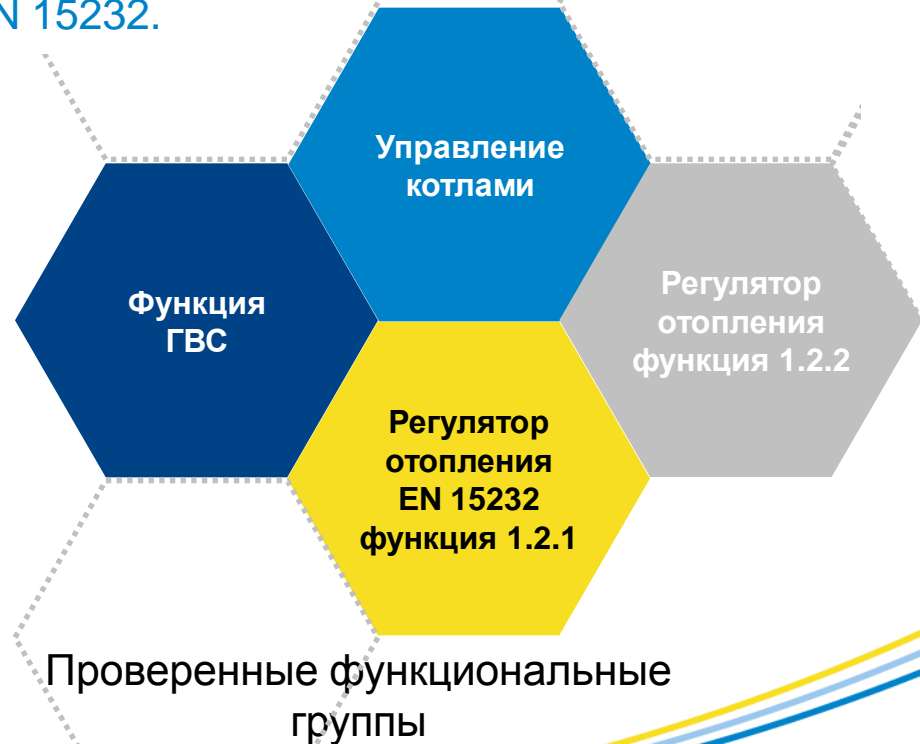 N 15232.
Управление
котлами
Функция
ГВС
Регулятор
отопления
функция 1.2.2
Регулятор
отопления
EN 15232
функция 1.2.1
Проверенные функциональные
группы